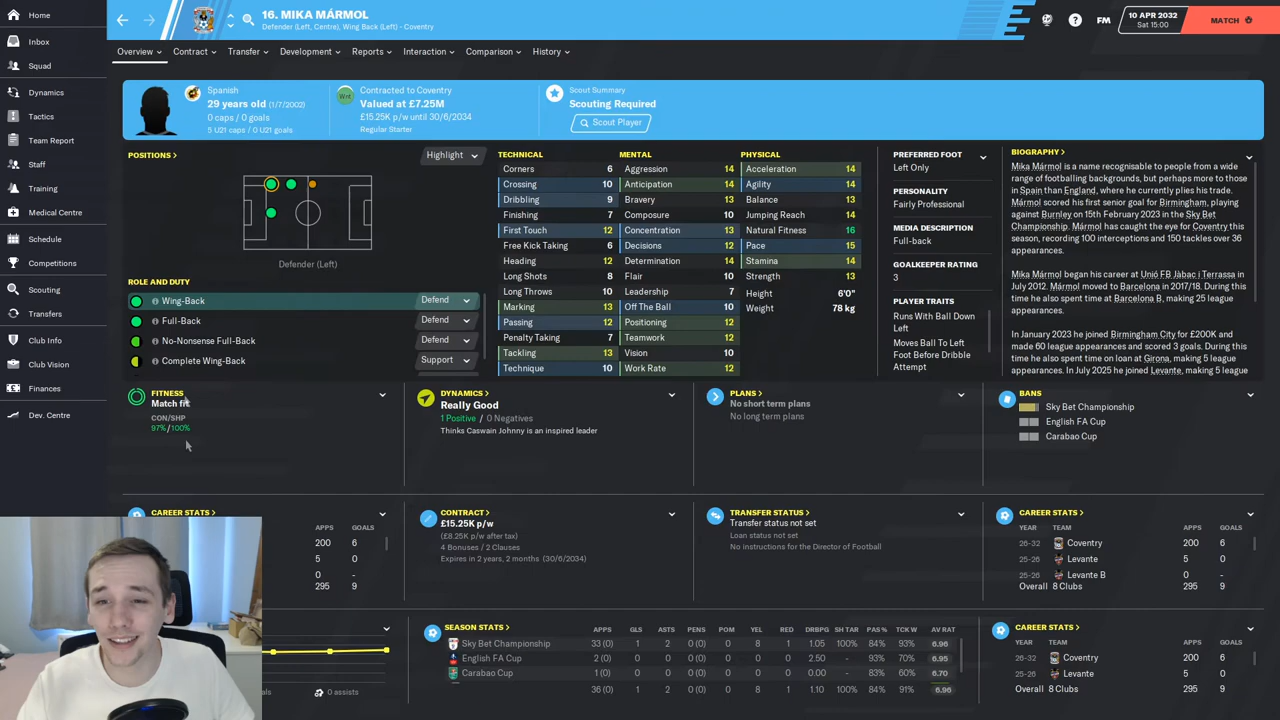 Home
Inbox
Squad
Dynamics
Tactics
Team Report
Staff
Training
Medical Centre
Schedule
Competitions
Scouting
Transfers
Club Info
Club Vision
Finances
Dev. Centre
16. MIKA MÁRMOL
Defender (Left, Centre), Wing Back (Left) - Coventry
FM
10 APR 2032
Sat 15:00
MATCH
Overview
Contract
Transfer
Development
Reports
Interaction
Comparison
History
Spanish
29 years old (1/7/2002)
0 caps / 0 goals
5 U21 caps / 0 U21 goals
Wnt
Contracted to Coventry
Valued at £7.25M
£15.25K p/w until 30/6/2034
Regular Starter
Scout Summary
Scouting Required
Scout Player
POSITIONS >
Highlight
Defender (Left)
ROLE AND DUTY
Wing-Back Defend
Full-Back Defend
No-Nonsense Full-Back Defend
Complete Wing-Back Support
TECHNICAL
Corners 6
Crossing 10
Dribbling 9
Finishing 7
First Touch 12
Free Kick Taking 6
Heading 12
Long Shots 8
Long Throws 10
Marking 13
Passing 12
Penalty Taking 7
Tackling 13
Technique 10
MENTAL
Aggression 14
Anticipation 14
Bravery 13
Composure 10
Concentration 13
Decisions 12
Determination 14
Flair 10
Leadership 7
Off The Ball 10
Positioning 12
Teamwork 12
Vision 10
Work Rate 12
PHYSICAL
Acceleration 14
Agility 14
Balance 13
Jumping Reach 14
Natural Fitness 16
Pace 15
Stamina 14
Strength 13
Height 6'0"
Weight 78 kg
PREFERRED FOOT
Left Only
PERSONALITY
Fairly Professional
MEDIA DESCRIPTION
Full-back
GOALKEEPER RATING
3
PLAYER TRAITS
Runs With Ball Down
Left
Moves Ball To Left
Foot Before Dribble
Attempt
BIOGRAPHY >
Mika Mármol is a name recognisable to people from a wide
range of footballing backgrounds, but perhaps more to those
in Spain than England, where he currently plies his trade.
Mármol scored his first senior goal for Birmingham, playing
against Burnley on 15th February 2023 in the Sky Bet
Championship. Mármol has caught the eye for Coventry this
season, recording 100 interceptions and 150 tackles over 36
appearances.
Mika Mármol began his career at Unió FB Jàbac i Terrassa in
July 2012. Mármol moved to Barcelona in 2017/18. During this
time he also spent time on
at Barcelona B, making 25 league
appearances.
In January 2023 he joined Birmingham City for £200K and
made 60 league appearances and scored 3 goals. During this
time he also spent time on loan at Girona, making 5 league
appearances. In July 2025 he joined Levante, making 5 league
FITNESS
Match fit
CON/SHP
97%/100%
DYNAMICS >
Really Good
1 Positive / 0 Negatives
Thinks Caswain Johnny is an inspired leader
PLANS >
No short term plans
No long term plans
BANS
Sky Bet Championship
English FA Cup
Carabao Cup
CAREER STATS >
APPS GOALS
200 6
5 0
0 -
295 9
CONTRACT >
£15.25K p/w
(£8.25K p/w after tax)
4 Bonuses / 2 Clauses
Expires in 2 years, 2 months (30/6/2034)
TRANSFER STATUS >
Transfer status not set
Loan status not set
No instructions for the Director of Football
CAREER STATS >
YEAR TEAM APPS GOALS
26-32 Coventry 200 6
25-26 Levante 5 0
25-26 Levante B 0 -
Overall 8 Clubs 295 9
0 assists
SEASON STATS > APPS GLS ASTS PENS POM YEL RED DRBPG SH TAR PAS% TCK W AV RAT
Sky Bet Championship 33 (0) 1 2 0 (0) 0 8 1 1.05 100% 84% 93% 6.96
English FA Cup 2 (0) 0 0 0 (0) 0 0 0 2.50 - 93% 70% 6.95
Carabao Cup 1 (0) 0 0 0 (0) 0 0 0 0.00 - 84% 60% 6.70
36 (0) 1 2 0 (0) 0 8 1 1.10 100% 84% 91% 6.96
CAREER STATS >
YEAR TEAM APPS GOALS
26-32 Coventry 200 6
25-26 Levante 5 0
Overall 8 Clubs 295 9